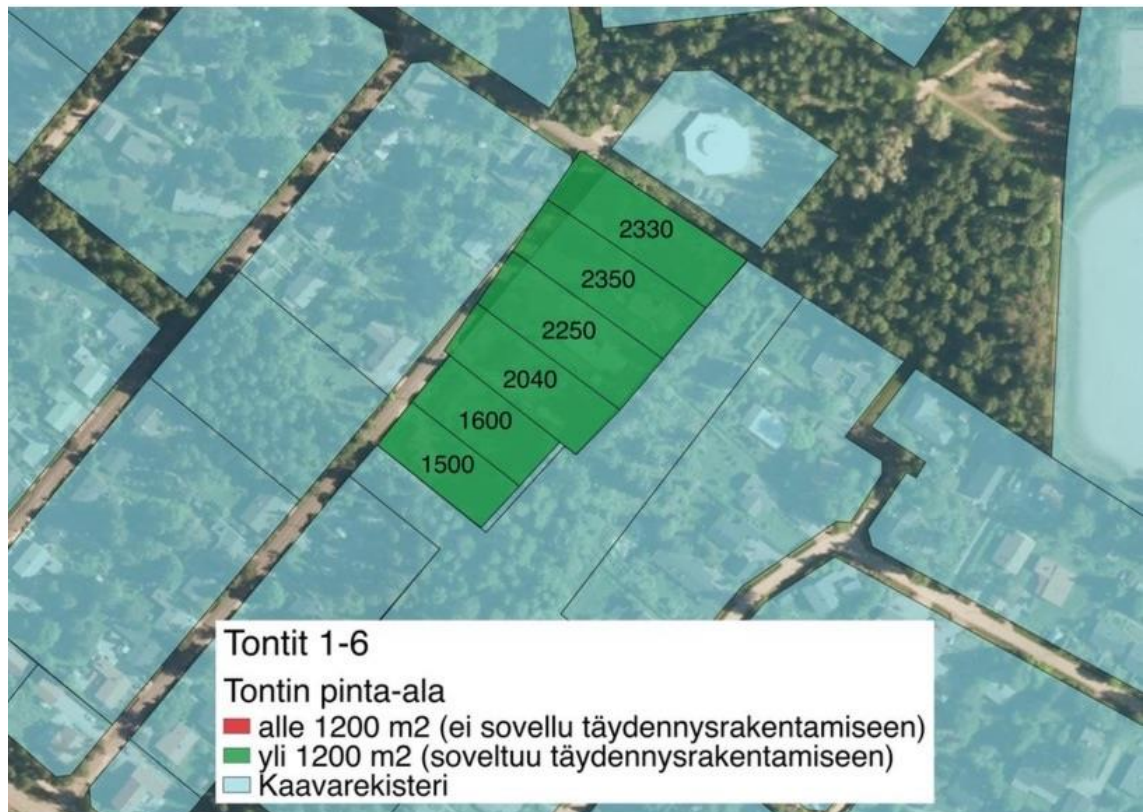 2330
2350
2250
2040
1600
1500
Tontit 1-6
Tontin pinta-ala
alle 1200 m2 (ei sovellu täydennysrakentamiseen)
yli 1200 m2 (soveltuu täydennysrakentamiseen)
Kaavarekisteri